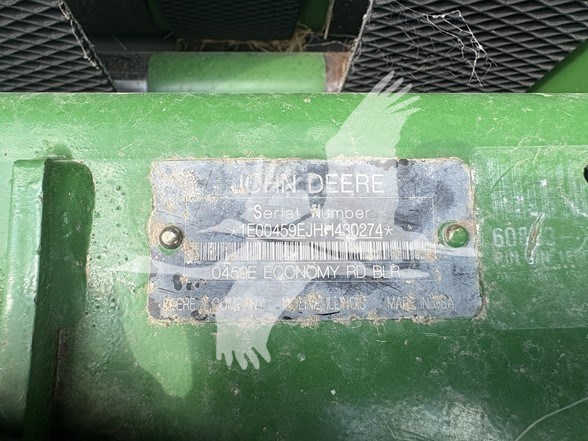 JOHN DEERE
Serial Number
*1E00459EJHH430274*
0459E ECONOMY RD BLR
DEERE & COMPANY MOLINE, ILLINOIS MADE IN USA